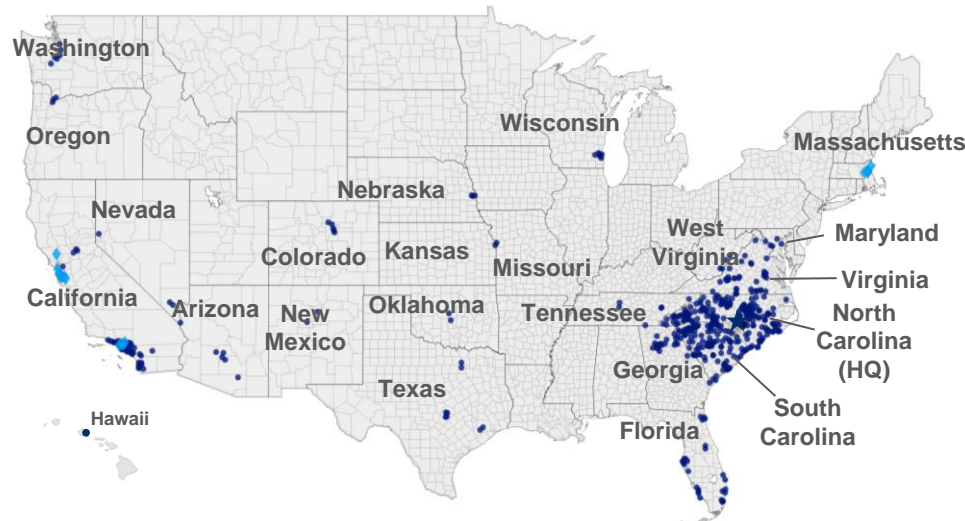 Washington
Oregon
Nevada
California
Arizona
Colorado
New
Mexico
Nebraska
Kansas
Oklahoma
Texas
Wisconsin
Missouri
Tennessee
West
Virginia
Massachusetts
Maryland
Virginia
North
Carolina
(HQ)
South
Carolina
Georgia
Florida
Hawaii